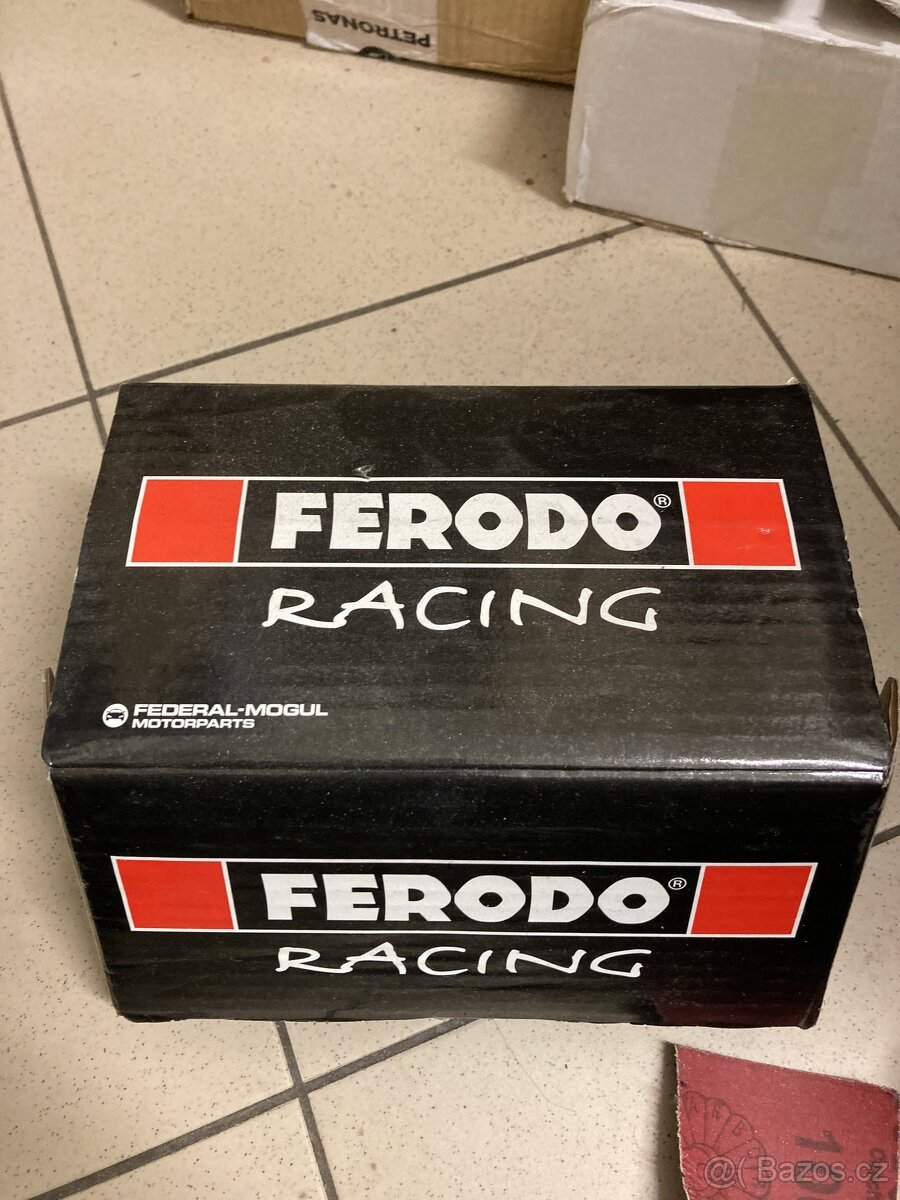 PETRONAS
FERODO®
RACING
FEDERAL-MOGUL
MOTORPARTS
FERODO®
RACING
@( Bazos.cz